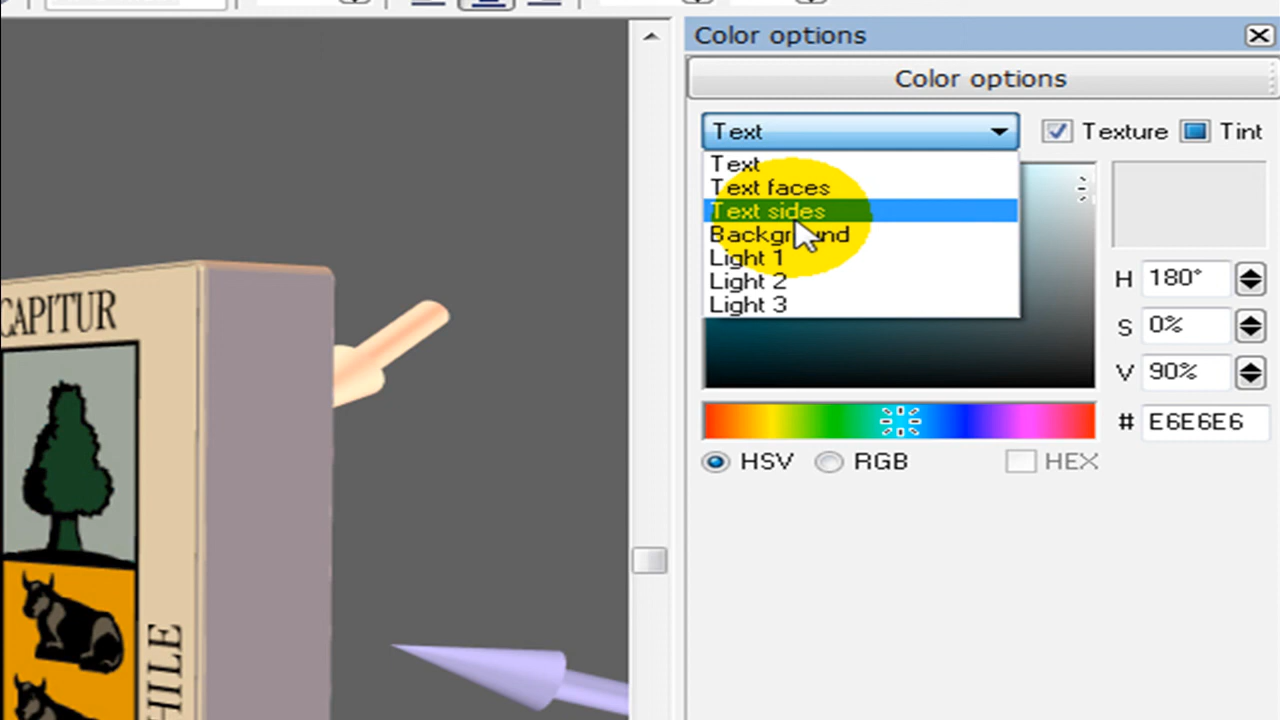 Color options
Color options
Text
Texture
Tint
Text
Text faces
Text sides
Background
Light 1
Light 2
Light 3
H 180°
S 0%
V 90%
# E6E6E6
HSV
RGB
HEX
CAPITUR
HILE